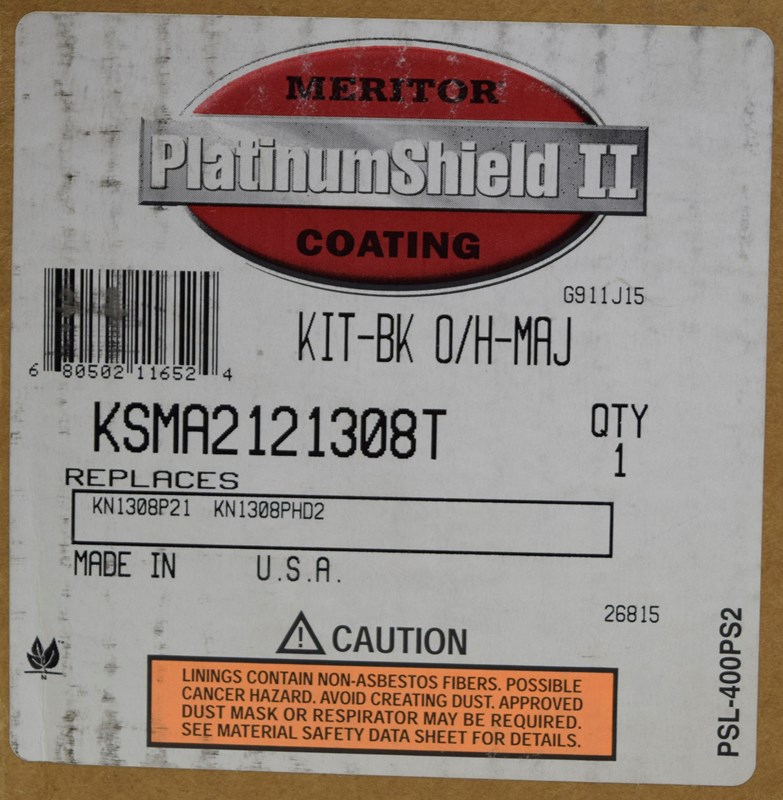 MERITOR
PlatinumShield II
COATING
G911J15
KIT-BK O/H-MAJ
6 80502 11652 4
KSMA2121308T
QTY
1
REPLACES
KN1308P21 KN1308PHD2
MADE IN U.S.A.
26815
CAUTION
LININGS CONTAIN NON-ASBESTOS FIBERS. POSSIBLE
CANCER HAZARD. AVOID CREATING DUST. APPROVED
DUST MASK OR RESPIRATOR MAY BE REQUIRED.
SEE MATERIAL SAFETY DATA SHEET FOR DETAILS.
N
PSL-400PS2